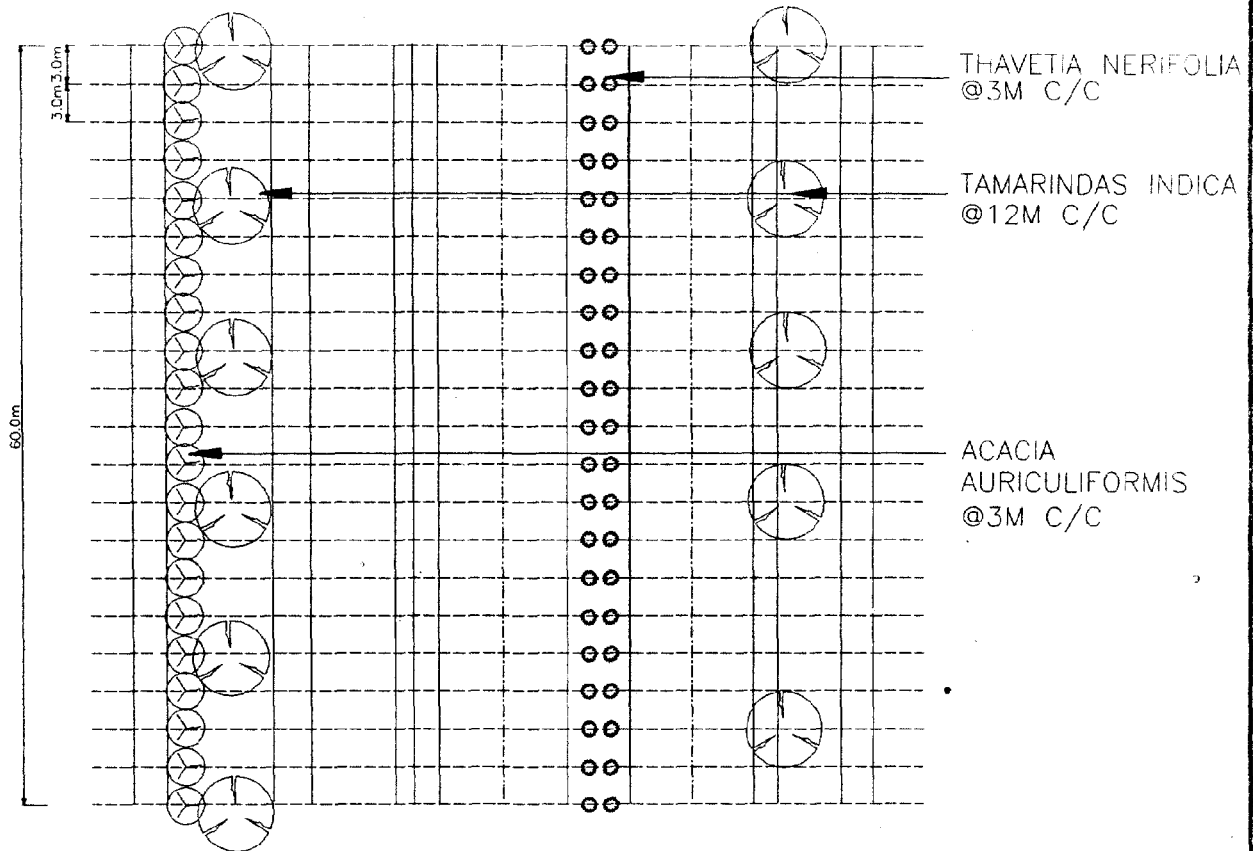 3.0m
3.0m
60.0m
THAVETIA NERIFOLIA
@3M C/C
TAMARINDAS INDICA
@12M C/C
ACACIA
AURICULIFORMIS
@3M C/C